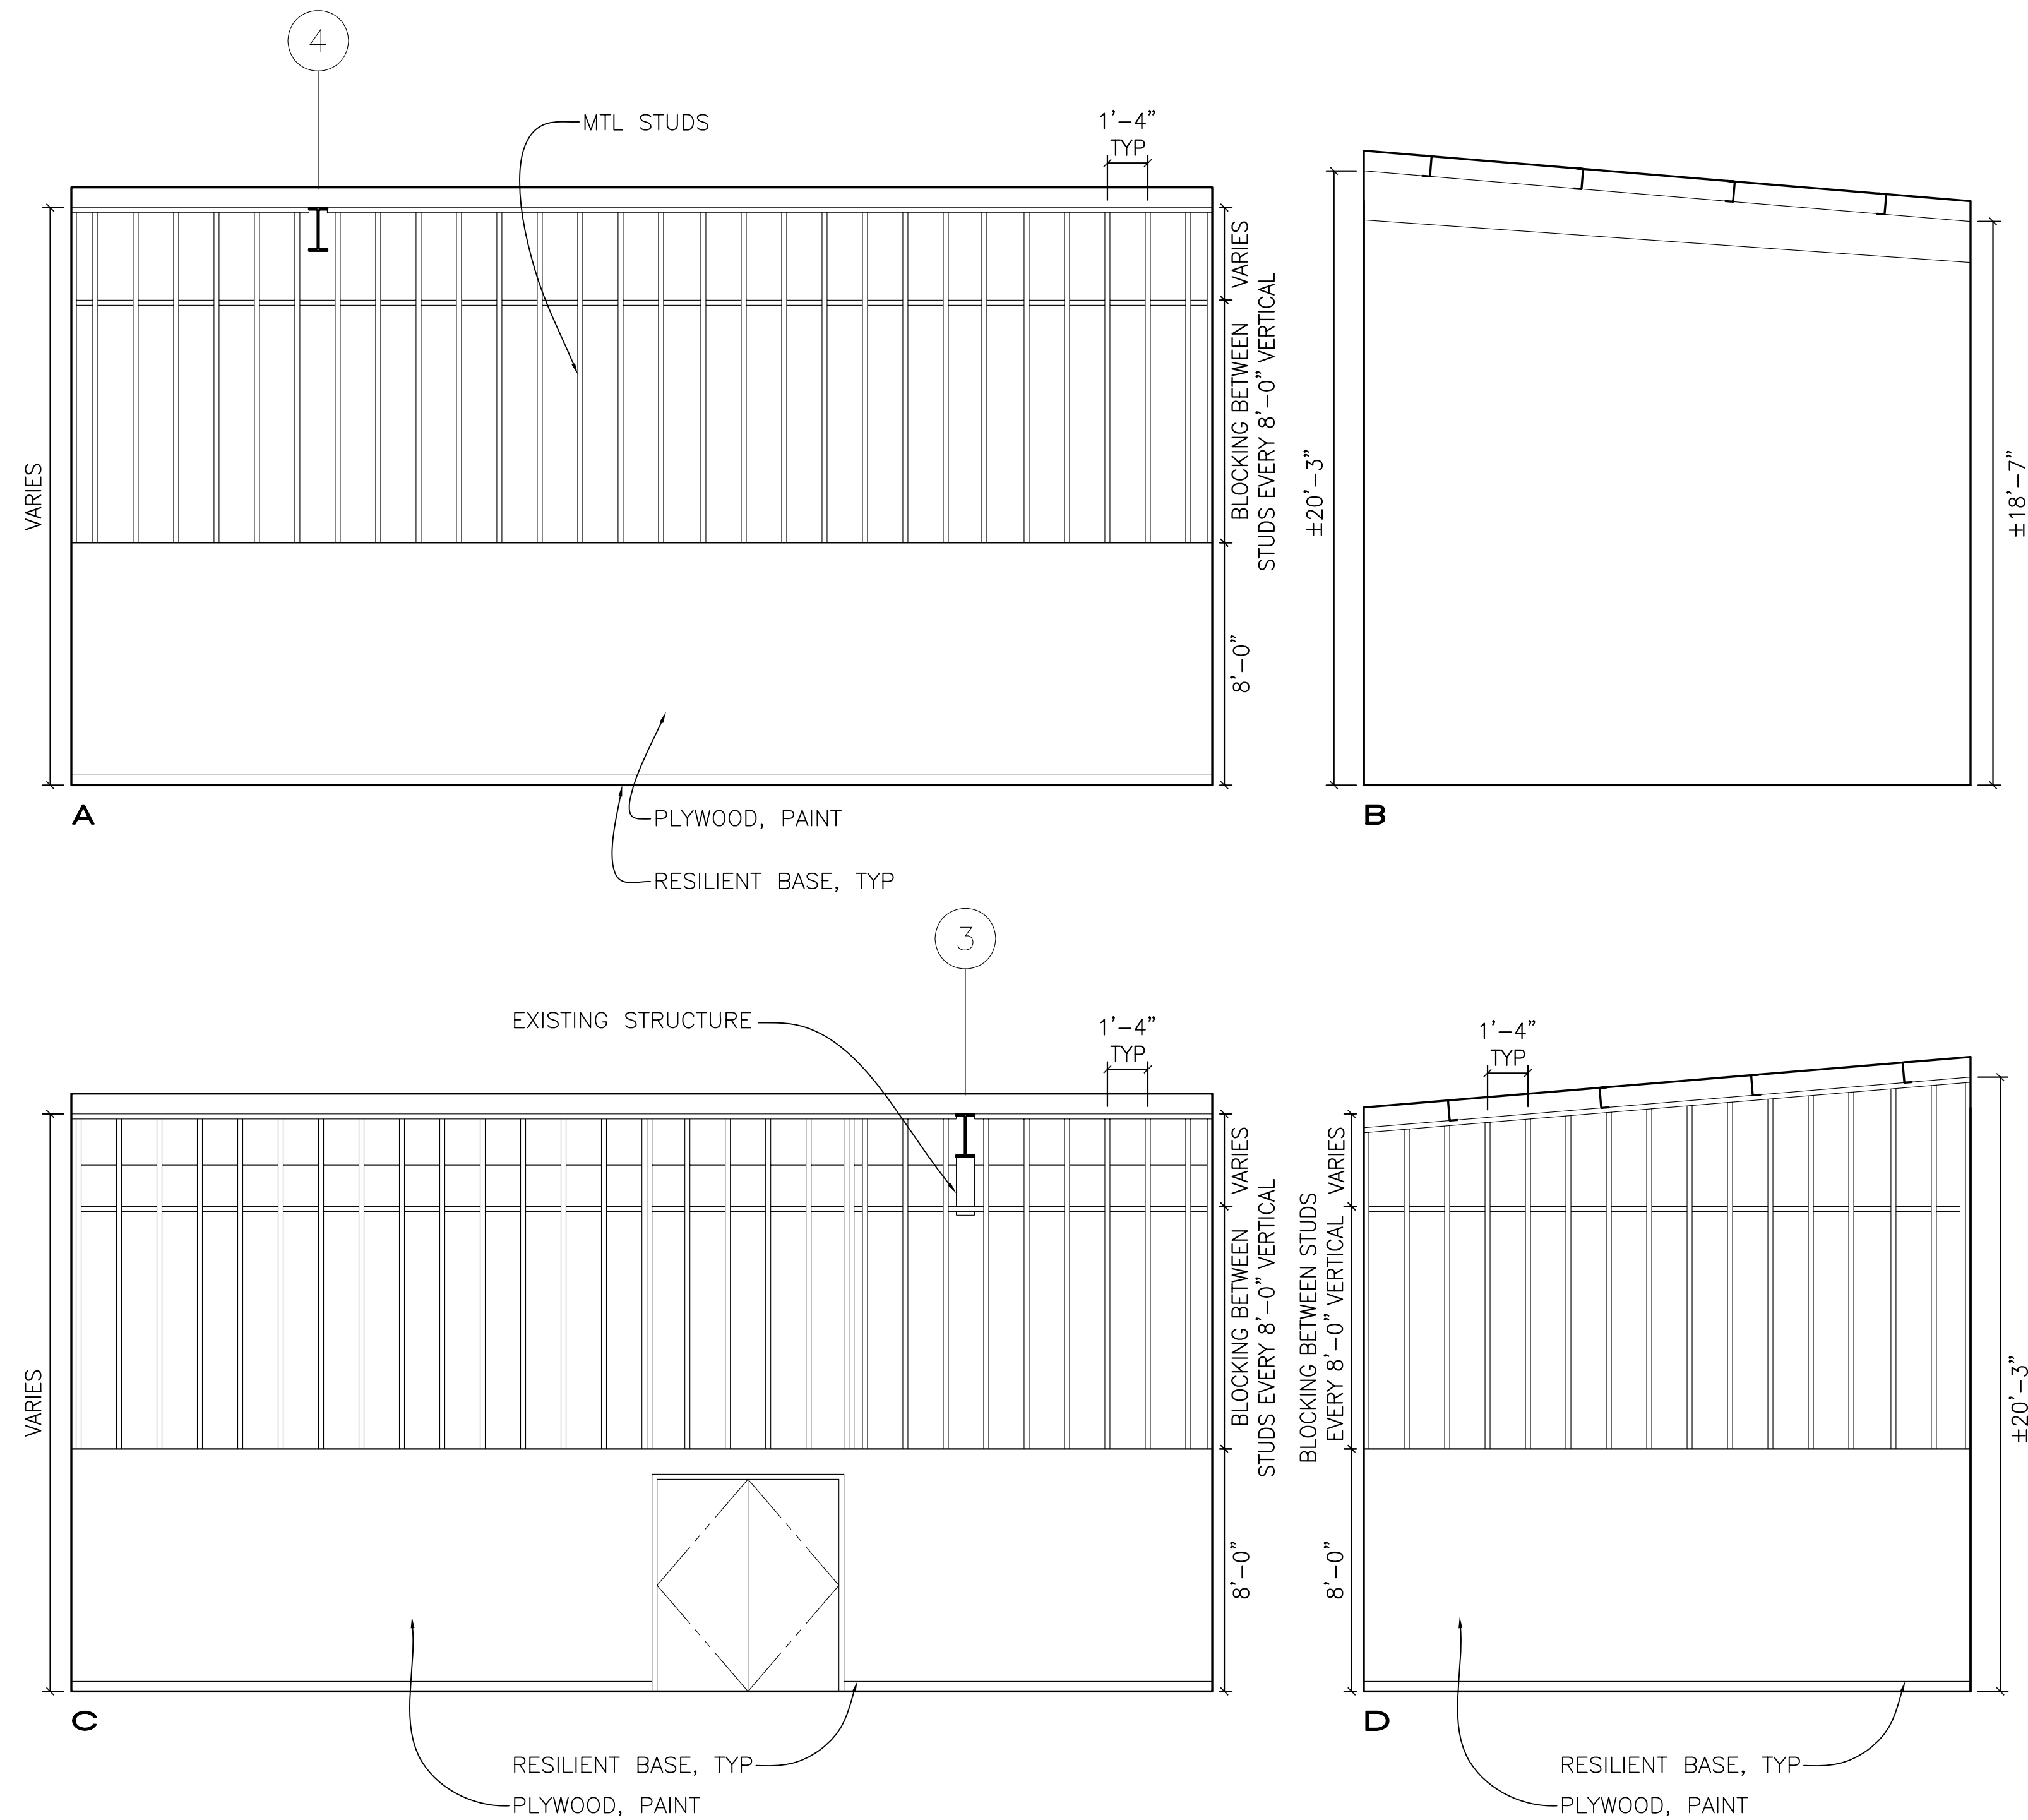 4
MTL STUDS
1'-4"
TYP
VARIES
VARIES
BLOCKING BETWEEN
STUDS EVERY 8'-0" VERTICAL
8'-0"
A
PLYWOOD, PAINT
RESILIENT BASE, TYP
±20'-3"
±18'-7"
B
3
EXISTING STRUCTURE
1'-4"
TYP
VARIES
VARIES
BLOCKING BETWEEN
STUDS EVERY 8'-0" VERTICAL
8'-0"
C
RESILIENT BASE, TYP
PLYWOOD, PAINT
1'-4"
TYP
VARIES
BLOCKING BETWEEN STUDS
EVERY 8'-0" VERTICAL
8'-0"
±20'-3"
D
RESILIENT BASE, TYP
PLYWOOD, PAINT